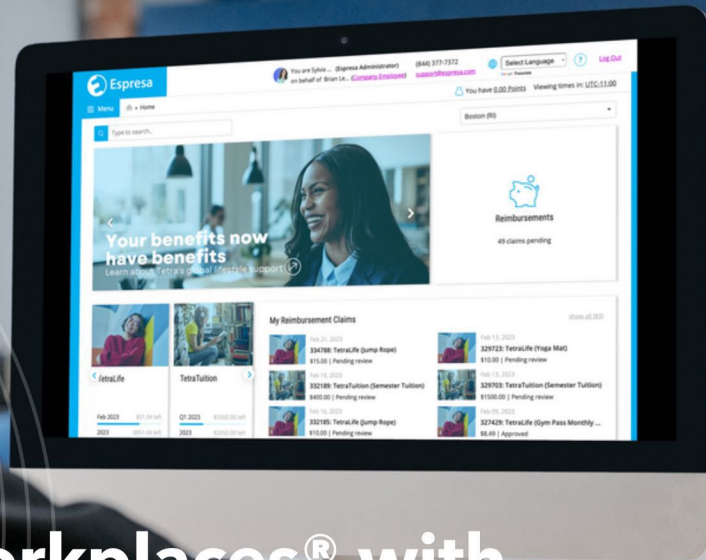 Espresa
You are Sylvia ... (Espresa Administrator)
on behalf of Brian Le... (Company Employee)
(844) 377-7372
support@espresa.com
Select Language
Translate
?
Log Out
Menu
Home
You have 0.00 Points
Viewing times in: UTC-11:00
Type to search..
Boston (RI)
Your benefits now
have benefits
Learn about Tetra's global lifestyle support
Reimbursements
49 claims pending
TetraLife
Feb 2023
2023
TetraTuition
Q1 2023
2023
My Reimbursement Claims
show all (83)
Feb 21, 2023
334788: TetraLife (Jump Rope)
$15.00 | Pending review
Feb 16, 2023
332189: TetraTuition (Semester Tuition)
$400.00 | Pending review
Feb 16, 2023
332185: TetraLife (Jump Rope)
$10.00 | Pending review
Feb 13, 2023
329723: TetraLife (Yoga Mat)
$10.00 | Pending review
Feb 13, 2023
329703: TetraTuition (Semester Tuition)
$1500.00 | Pending review
Feb 09, 2023
327429: TetraLife (Gym Pass Monthly ...
$8.49 | Approved
orkplaces® with